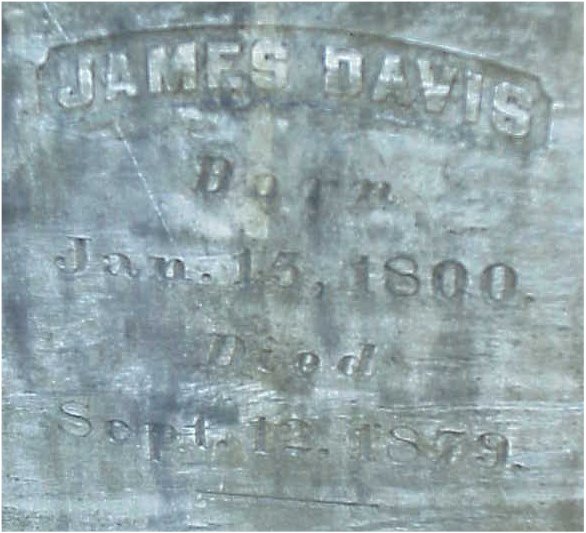 JAMES DAVIS
Born
Jan. 15, 1800.
Died
Sept. 12. 1879.